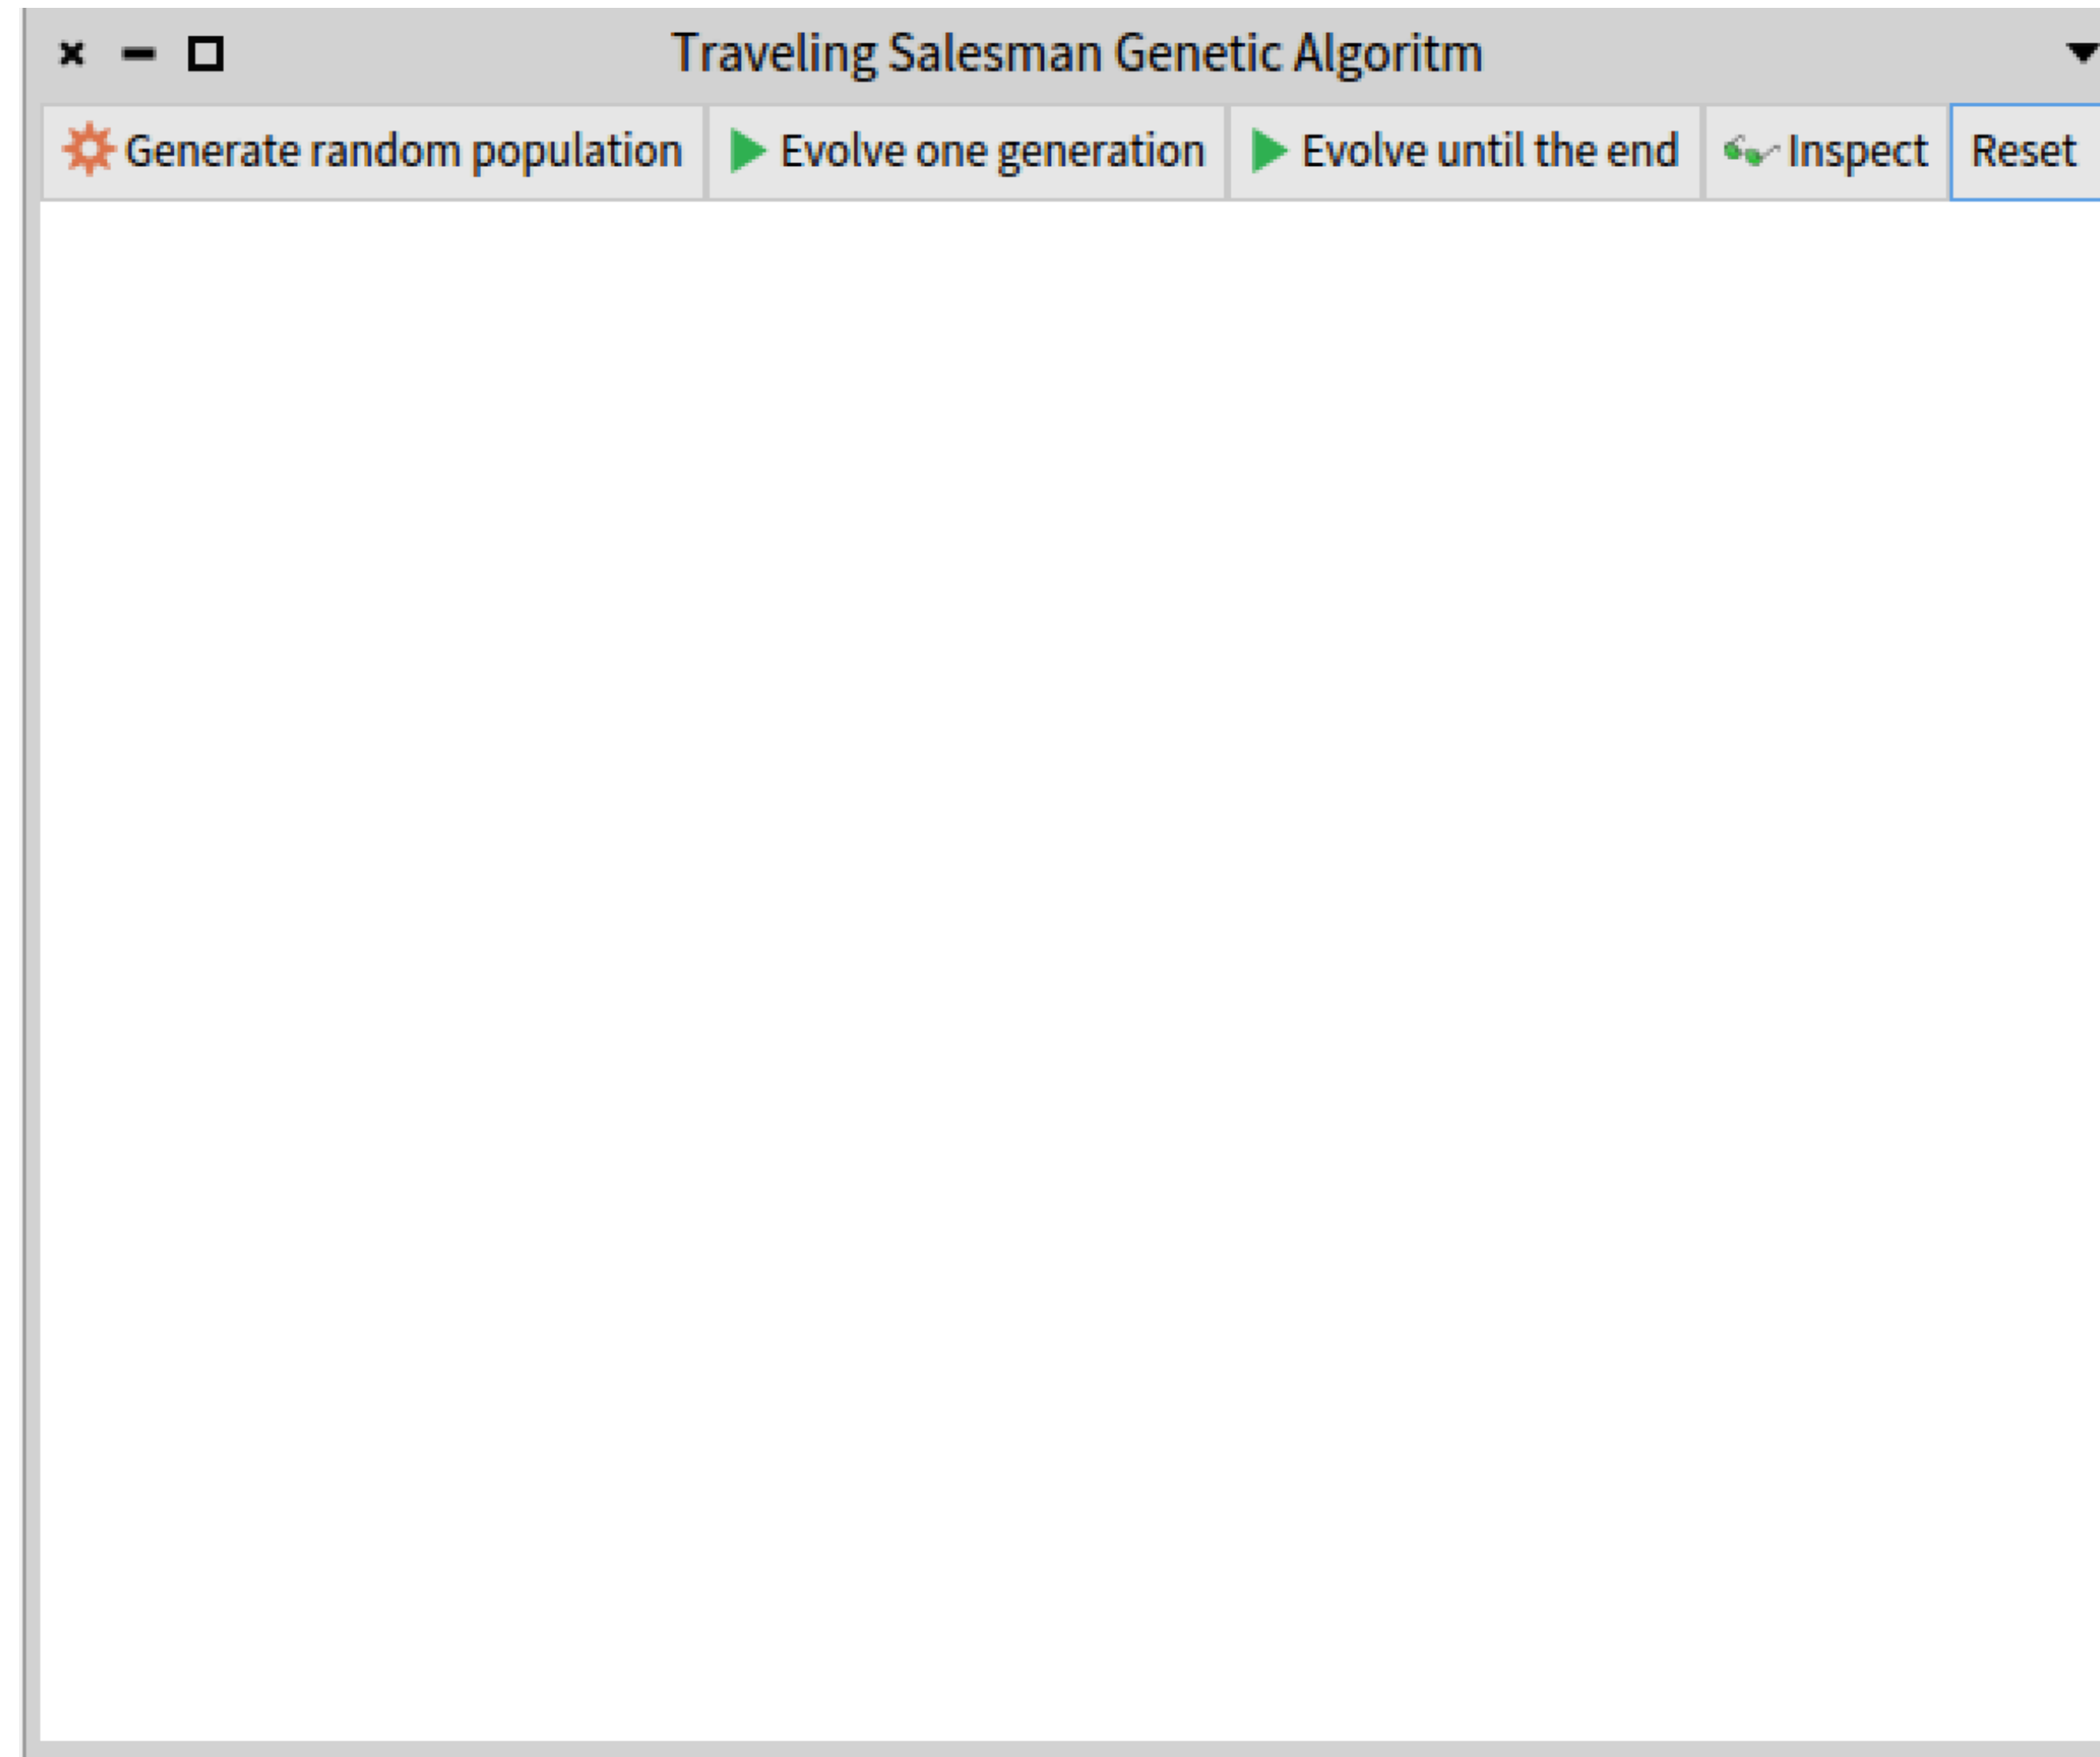 Traveling Salesman Genetic Algoritm
Generate random population Evolve one generation Evolve until the end Inspect Reset